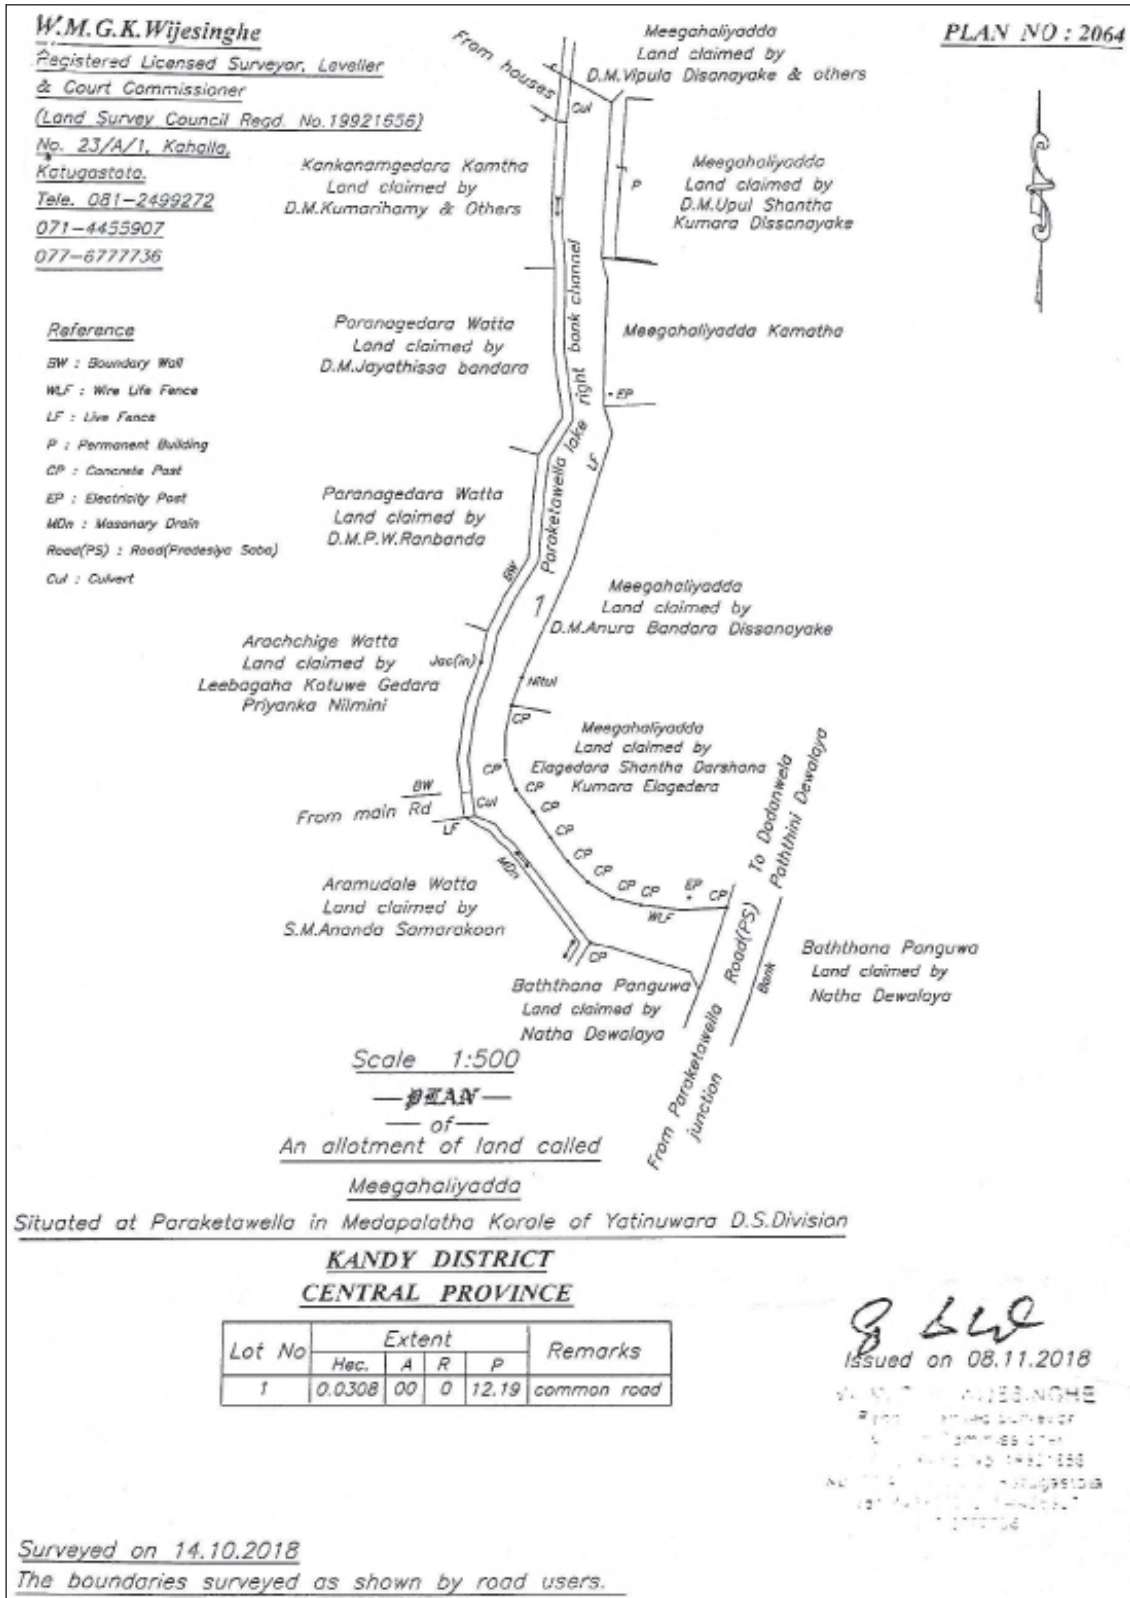 W.M.G.K.Wijesinghe
Registered Licensed Surveyor, Leveller
& Court Commissioner
(Land Survey Council Regd. No.19921656)
No. 23/A/1, Kahalla,
Katugastota.
Tele. 081-2499272
071-4455907
077-6777736
PLAN NO : 2064
From houses
Meegahaliyadda
Land claimed by
D.M.Vipula Disanayake & others
Cul
Kankanamgedara Kamtha
Land claimed by
D.M.Kumarihamy & Others
P
Meegahaliyadda
Land claimed by
D.M.Upul Shantha
Kumara Dissanayake
Reference
BW : Boundary Wall
WLF : Wire Life Fence
LF : Live Fence
P : Permanent Building
CP : Concrete Post
EP : Electricity Post
MDn : Masonary Drain
Road(PS) : Road(Pradesiya Saba)
Cul : Culvert
Paranagedara Watta
Land claimed by
D.M.Jayathissa bandara
Paraketawella lake right bank channel
Meegahaliyadda Kamatha
EP
LF
Paranagedara Watta
Land claimed by
D.M.P.W.Ranbanda
BW
1
Meegahaliyadda
Land claimed by
D.M.Anura Bandara Dissanayake
Arachchige Watta
Land claimed by
Leebagaha Kotuwe Gedara
Priyanka Nilmini
Jac(in)
Nitul
CP
Meegahaliyadda
Land claimed by
Elagedara Shantha Darshana
Kumara Elagedera
CP
CP
CP
CP
CP
CP
CP
CP
EP
CP
WLF
BW
From main Rd
Cul
LF
MDn
Aramudale Watta
Land claimed by
S.M.Ananda Samarakoon
CP
Baththana Panguwa
Land claimed by
Natha Dewalaya
To Dodanwela
Paththini Dewalaya
From Paraketawella Road(PS)
junction
Bank
Baththana Panguwa
Land claimed by
Natha Dewalaya
Scale 1:500
PLAN
of
An allotment of land called
Meegahaliyadda
Situated at Paraketawella in Medapalatha Korale of Yatinuwara D.S.Division
KANDY DISTRICT
CENTRAL PROVINCE
Lot No Extent Remarks
Hec. A R P
1 0.0308 00 0 12.19 common road
Issued on 08.11.2018
Surveyed on 14.10.2018
The boundaries surveyed as shown by road users.